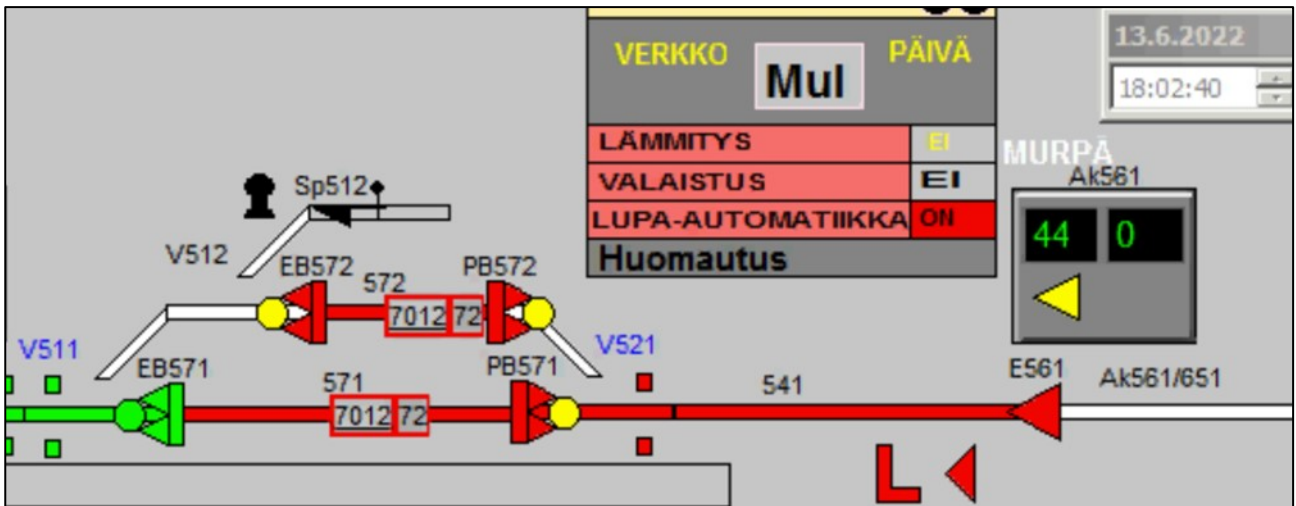 VERKKO PÄIVÄ
Mul
13.6.2022
18:02:40
LÄMMITYS EI
VALAISTUS EI
LUPA-AUTOMATIIKKA ON
Huomautus
MURPÄ
Ak561
44 0
Sp512
V512
EB572
572
PB572
7012 72
V511
EB571
571
PB571
V521
7012 72
541
E561
Ak561/651